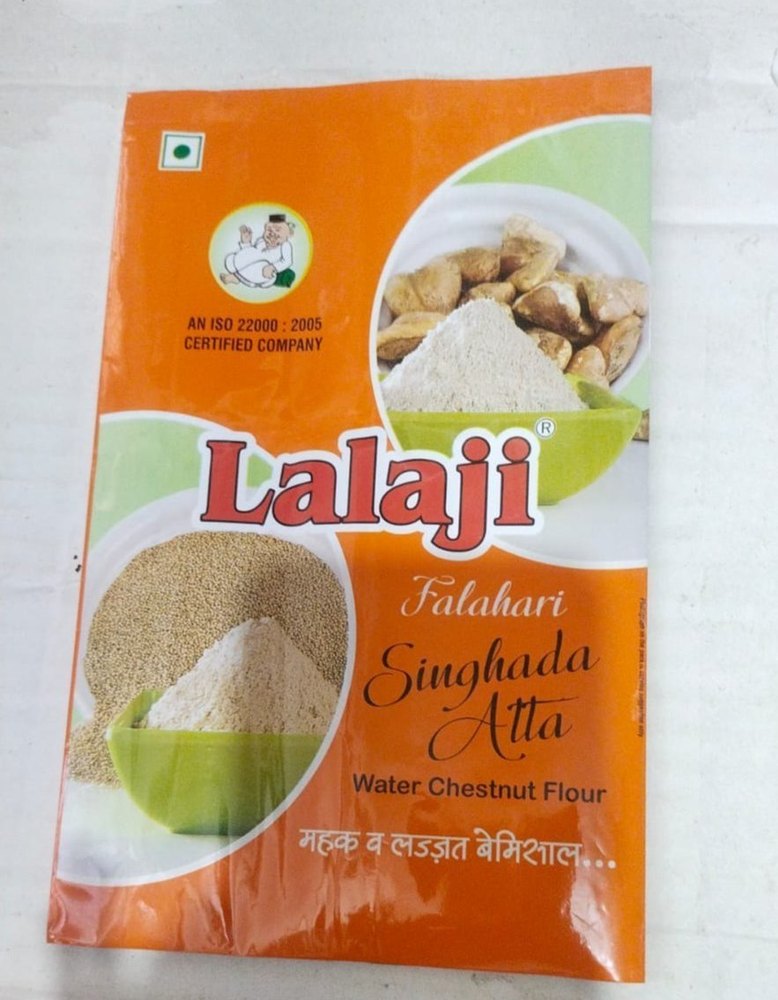 AN ISO 22000 : 2005
CERTIFIED COMPANY
Lalaji®
Falahari
Singhada
Atta
Water Chestnut Flour
महक व लज़्ज़त बेमिसाल...